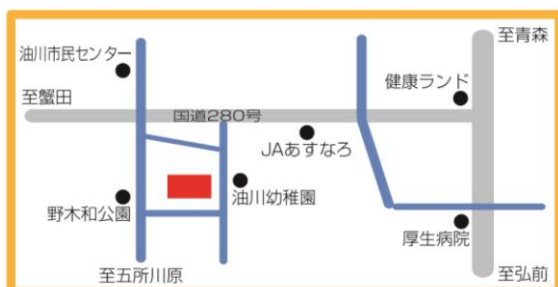 至青森
油川市民センター
健康ランド
至蟹田
国道280号
JAあすなろ
油川幼稚園
野木和公園
厚生病院
至五所川原
至弘前